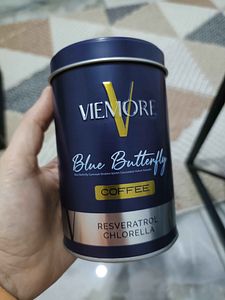 VIEMORE
V
Blue Butterfly
COFFEE
RESVERATROL
CHLORELLA